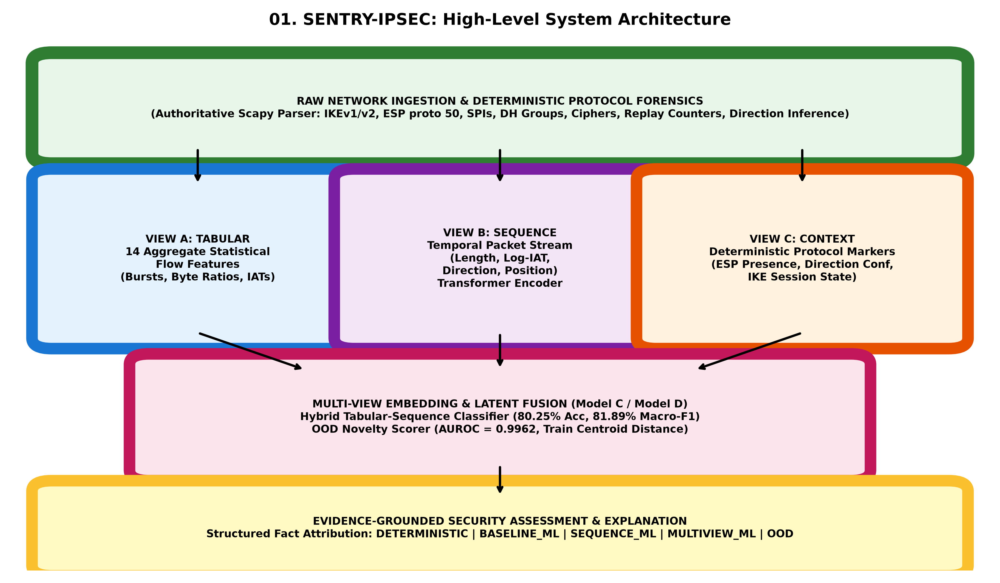 01. SENTRY-IPSEC: High-Level System Architecture
RAW NETWORK INGESTION & DETERMINISTIC PROTOCOL FORENSICS
(Authoritative Scapy Parser: IKEv1/v2, ESP proto 50, SPIs, DH Groups, Ciphers, Replay Counters, Direction Inference)
VIEW A: TABULAR
14 Aggregate Statistical
Flow Features
(Bursts, Byte Ratios, IATs)
VIEW B: SEQUENCE
Temporal Packet Stream
(Length, Log-IAT,
Direction, Position)
Transformer Encoder
VIEW C: CONTEXT
Deterministic Protocol Markers
(ESP Presence, Direction Conf,
IKE Session State)
MULTI-VIEW EMBEDDING & LATENT FUSION (Model C / Model D)
Hybrid Tabular-Sequence Classifier (80.25% Acc, 81.89% Macro-F1)
OOD Novelty Scorer (AUROC = 0.9962, Train Centroid Distance)
EVIDENCE-GROUNDED SECURITY ASSESSMENT & EXPLANATION
Structured Fact Attribution: DETERMINISTIC | BASELINE_ML | SEQUENCE_ML | MULTIVIEW_ML | OOD